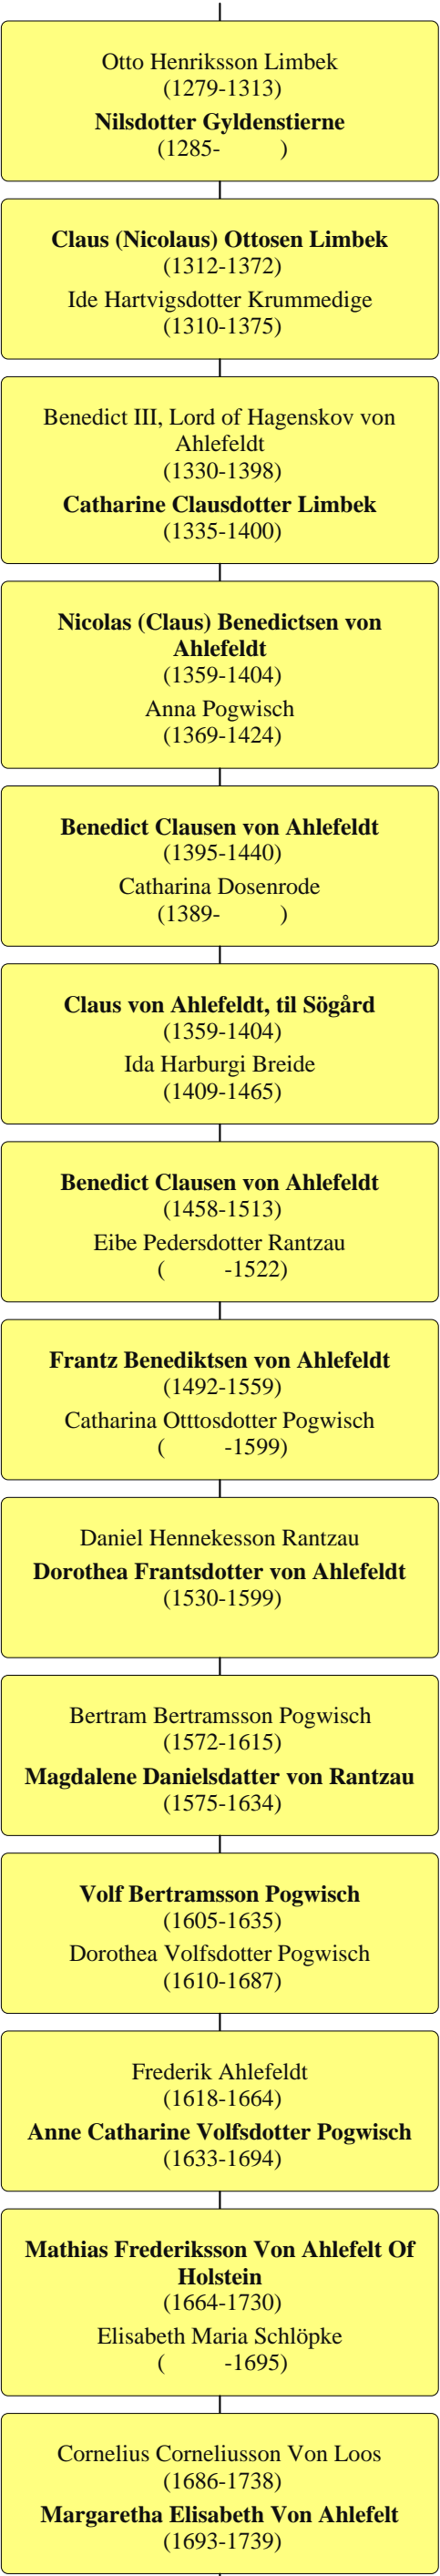 Otto Henriksson Limbek
(1279-1313)
Nilsdotter Gyldenstierne
(1285-          )
Claus (Nicolaus) Ottosen Limbek
(1312-1372)
Ide Hartvigsdotter Krummedige
(1310-1375)
Benedict III, Lord of Hagenskov von
Ahlefeldt
(1330-1398)
Catharine Clausdotter Limbek
(1335-1400)
Nicolas (Claus) Benedictsen von
Ahlefeldt
(1359-1404)
Anna Pogwisch
(1369-1424)
Benedict Clausen von Ahlefeldt
(1395-1440)
Catharina Dosenrode
(1389-          )
Claus von Ahlefeldt, til Sögård
(1359-1404)
Ida Harburgi Breide
(1409-1465)
Benedict Clausen von Ahlefeldt
(1458-1513)
Eibe Pedersdotter Rantzau
(          -1522)
Frantz Benediktsen von Ahlefeldt
(1492-1559)
Catharina Otttosdotter Pogwisch
(          -1599)
Daniel Hennekesson Rantzau
Dorothea Frantsdotter von Ahlefeldt
(1530-1599)
Bertram Bertramsson Pogwisch
(1572-1615)
Magdalene Danielsdatter von Rantzau
(1575-1634)
Volf Bertramsson Pogwisch
(1605-1635)
Dorothea Volfsdotter Pogwisch
(1610-1687)
Frederik Ahlefeldt
(1618-1664)
Anne Catharine Volfsdotter Pogwisch
(1633-1694)
Mathias Frederiksson Von Ahlefelt Of
Holstein
(1664-1730)
Elisabeth Maria Schlöpke
(          -1695)
Cornelius Corneliusson Von Loos
(1686-1738)
Margaretha Elisabeth Von Ahlefelt
(1693-1739)